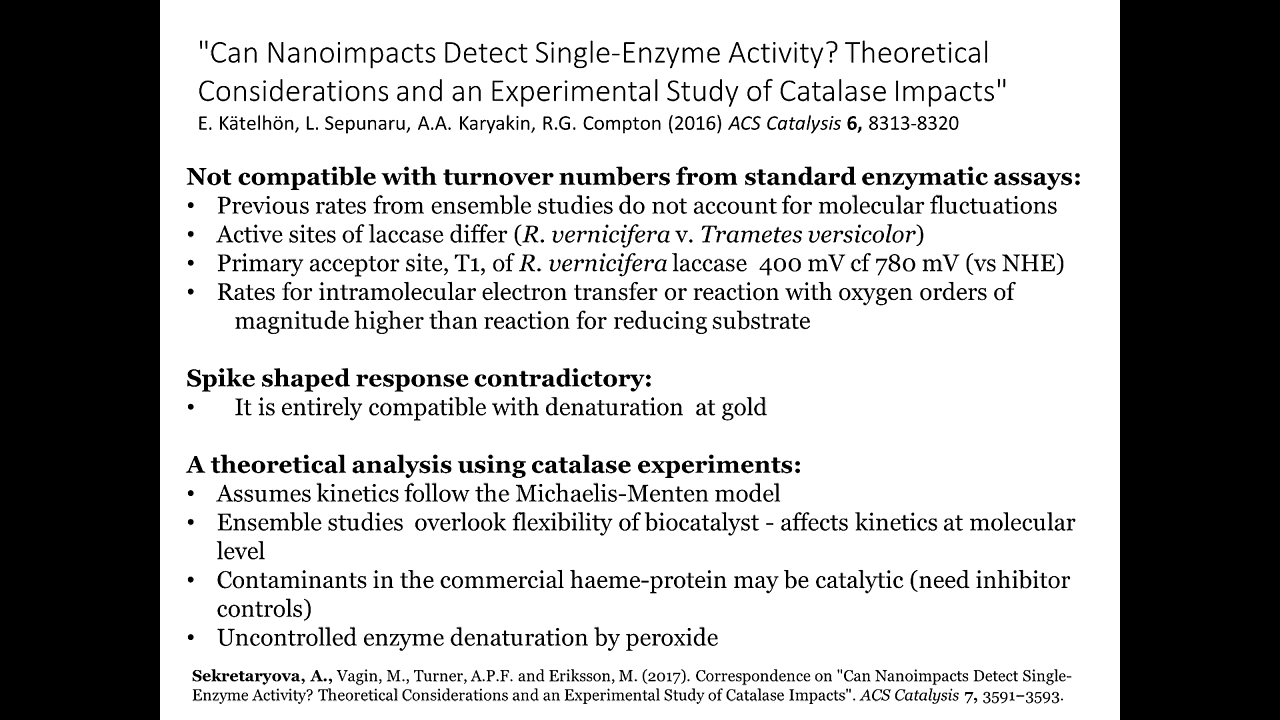 "Can Nanoimpacts Detect Single-Enzyme Activity? Theoretical
Considerations and an Experimental Study of Catalase Impacts"
E. Kätelhön, L. Sepunaru, A.A. Karyakin, R.G. Compton (2016) ACS Catalysis 6, 8313-8320
Not compatible with turnover numbers from standard enzymatic assays:
• Previous rates from ensemble studies do not account for molecular fluctuations
• Active sites of laccase differ (R. vernicifera v. Trametes versicolor)
• Primary acceptor site, T1, of R. vernicifera laccase 400 mV cf 780 mV (vs NHE)
• Rates for intramolecular electron transfer or reaction with oxygen orders of
magnitude higher than reaction for reducing substrate
Spike shaped response contradictory:
• It is entirely compatible with denaturation at gold
A theoretical analysis using catalase experiments:
• Assumes kinetics follow the Michaelis-Menten model
• Ensemble studies overlook flexibility of biocatalyst - affects kinetics at molecular
level
• Contaminants in the commercial haeme-protein may be catalytic (need inhibitor
controls)
• Uncontrolled enzyme denaturation by peroxide
Sekretaryova, A., Vagin, M., Turner, A.P.F. and Eriksson, M. (2017). Correspondence on "Can Nanoimpacts Detect Single-
Enzyme Activity? Theoretical Considerations and an Experimental Study of Catalase Impacts". ACS Catalysis 7, 3591–3593.